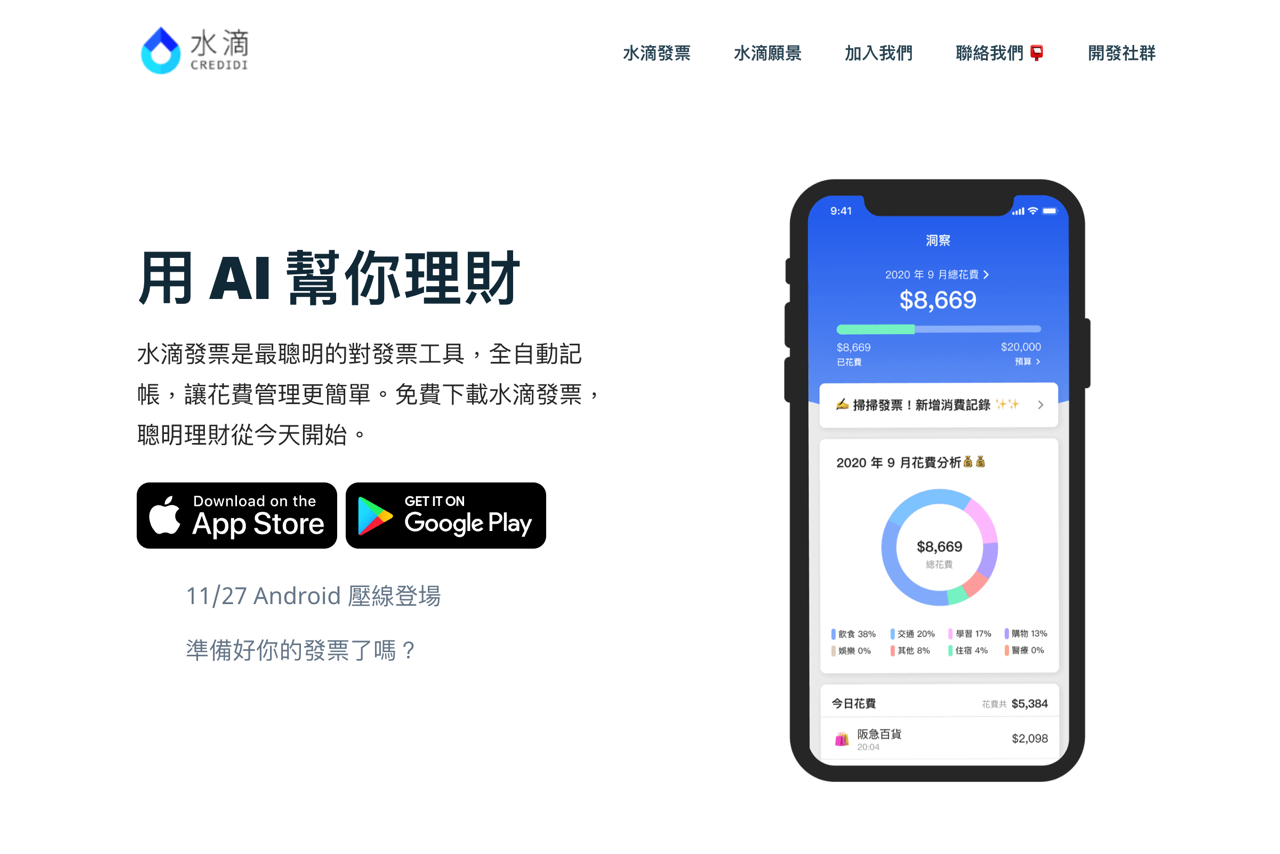 水滴
CREDIDI
水滴發票
水滴願景
加入我們
聯絡我們📮
開發社群
用 AI 幫你理財
水滴發票是最聰明的對發票工具，全自動記
帳，讓花費管理更簡單。免費下載水滴發票，
聰明理財從今天開始。
Download on the
App Store
GET IT ON
Google Play
11/27 Android 壓線登場
準備好你的發票了嗎？
9:41
洞察
2020 年 9 月總花費
$8,669
$8,669
$20,000
已花費
預算
✍️ 掃掃發票！新增消費記錄 ✨✨
2020 年 9 月花費分析💰💰
$8,669
總花費
飲食 38%
交通 20%
學習 17%
購物 13%
娛樂 0%
其他 8%
住宿 4%
醫療 0%
今日花費
花費共 $5,384
阪急百貨
$2,098
20:04